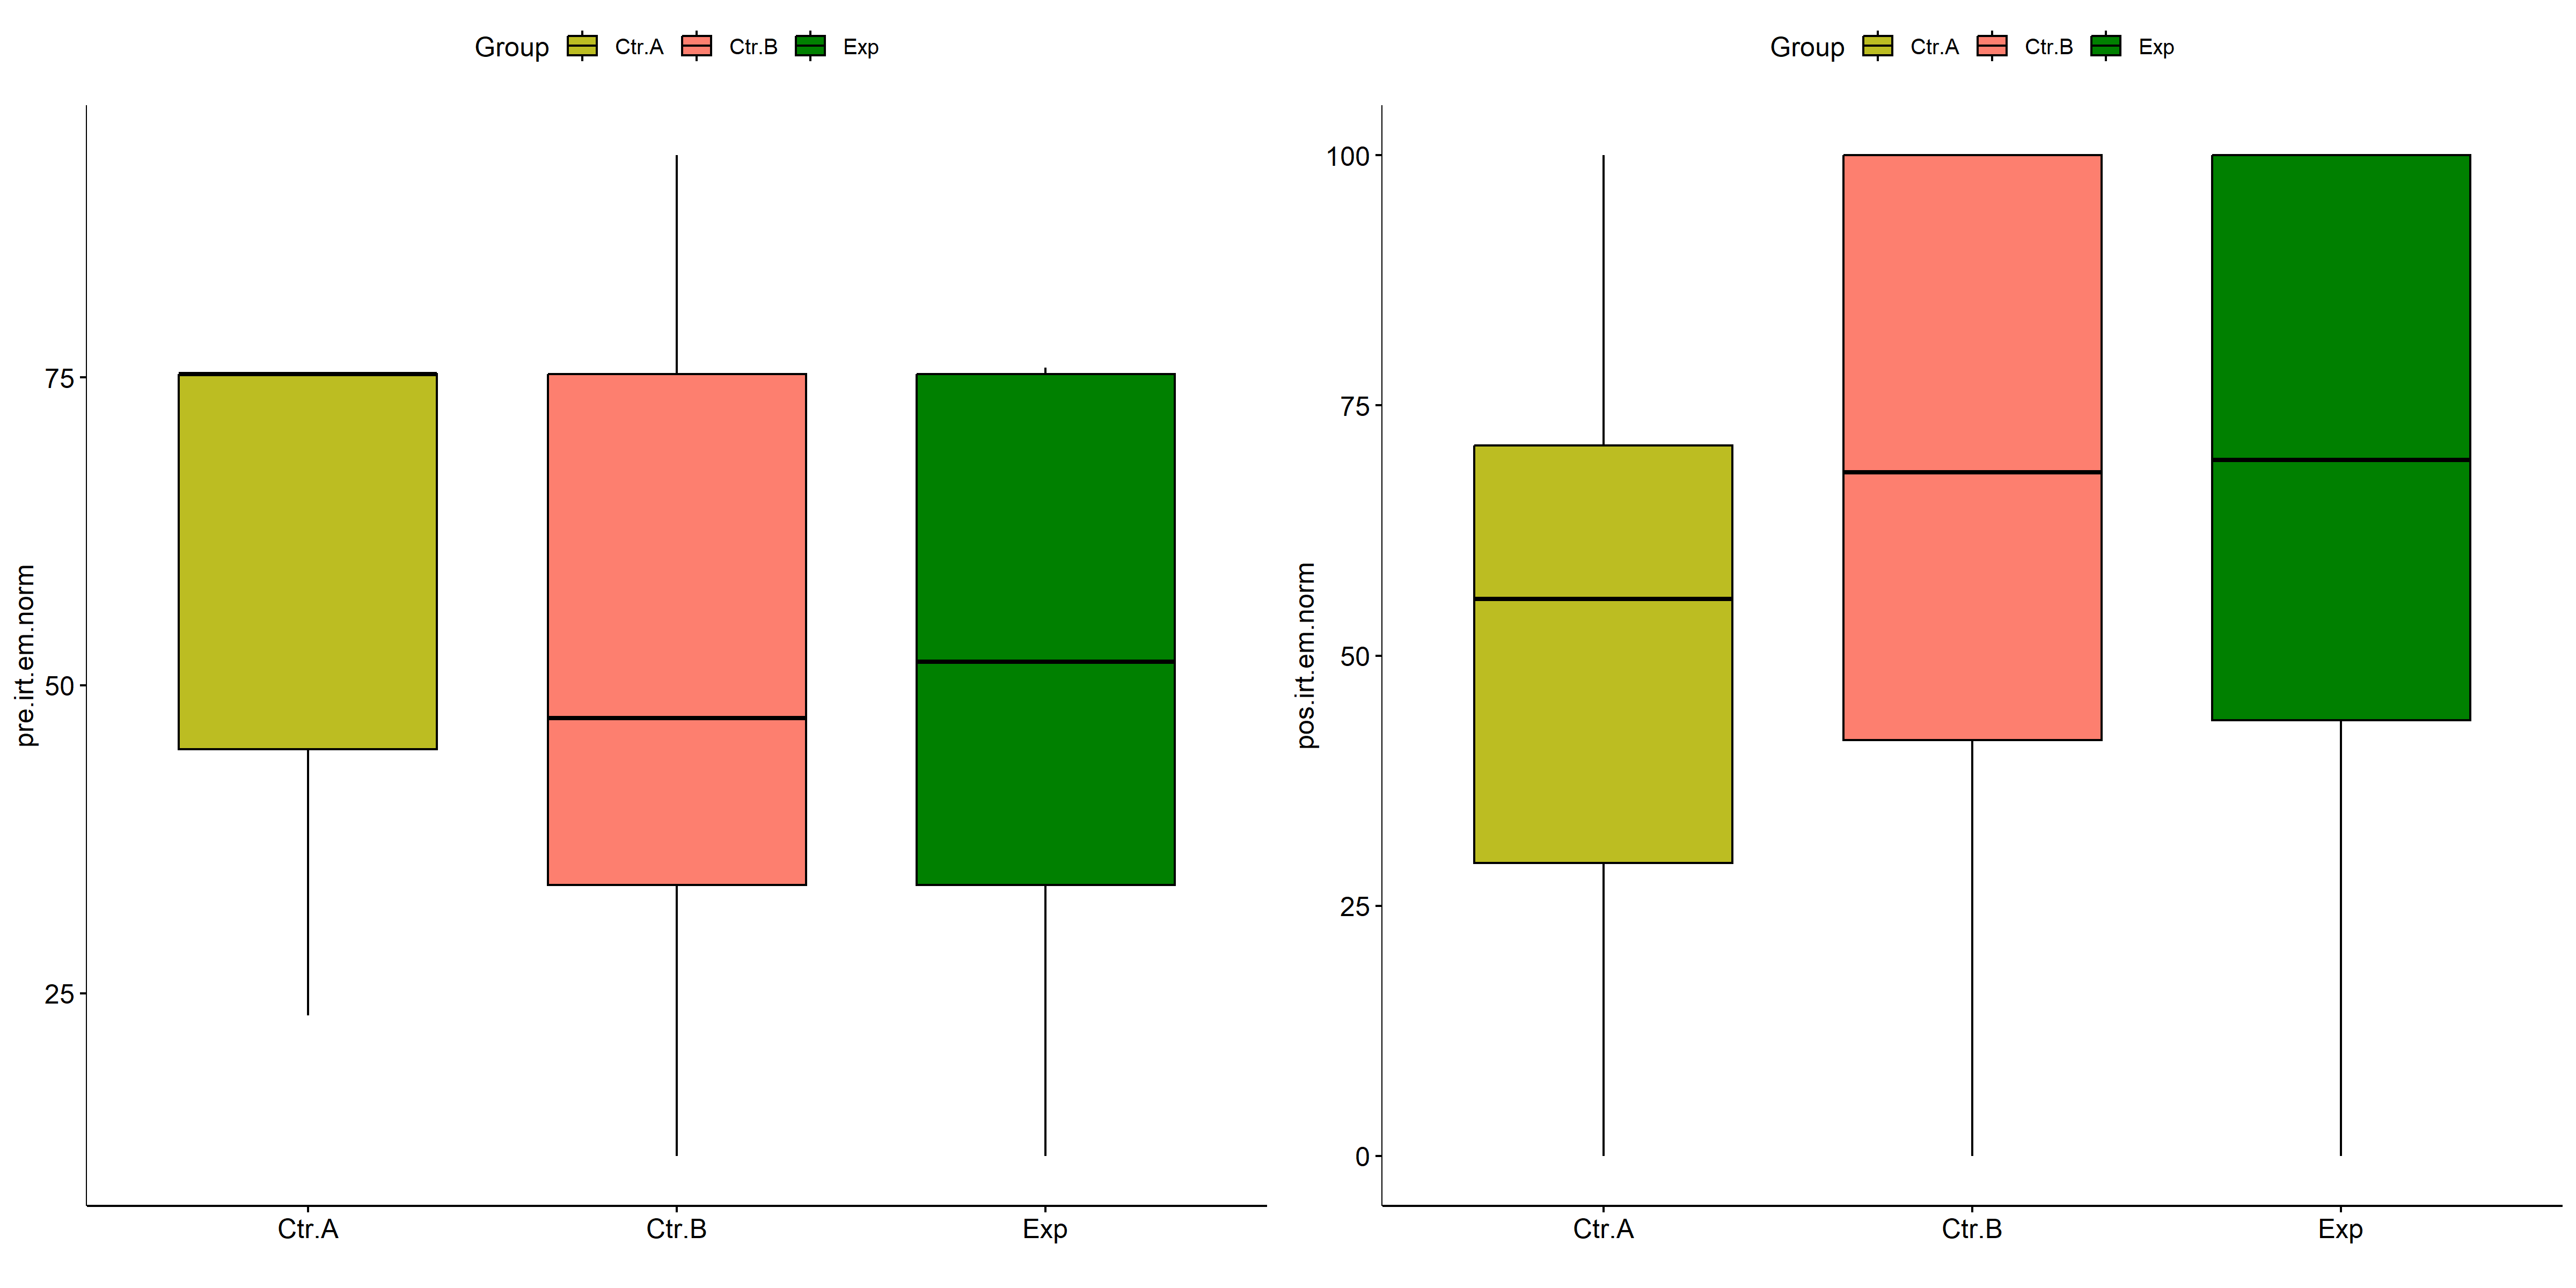 Group Ctr.A Ctr.B Exp
pre.irt.em.norm
75
50
25
Ctr.A Ctr.B Exp
Group Ctr.A Ctr.B Exp
pos.irt.em.norm
100
75
50
25
0
Ctr.A Ctr.B Exp